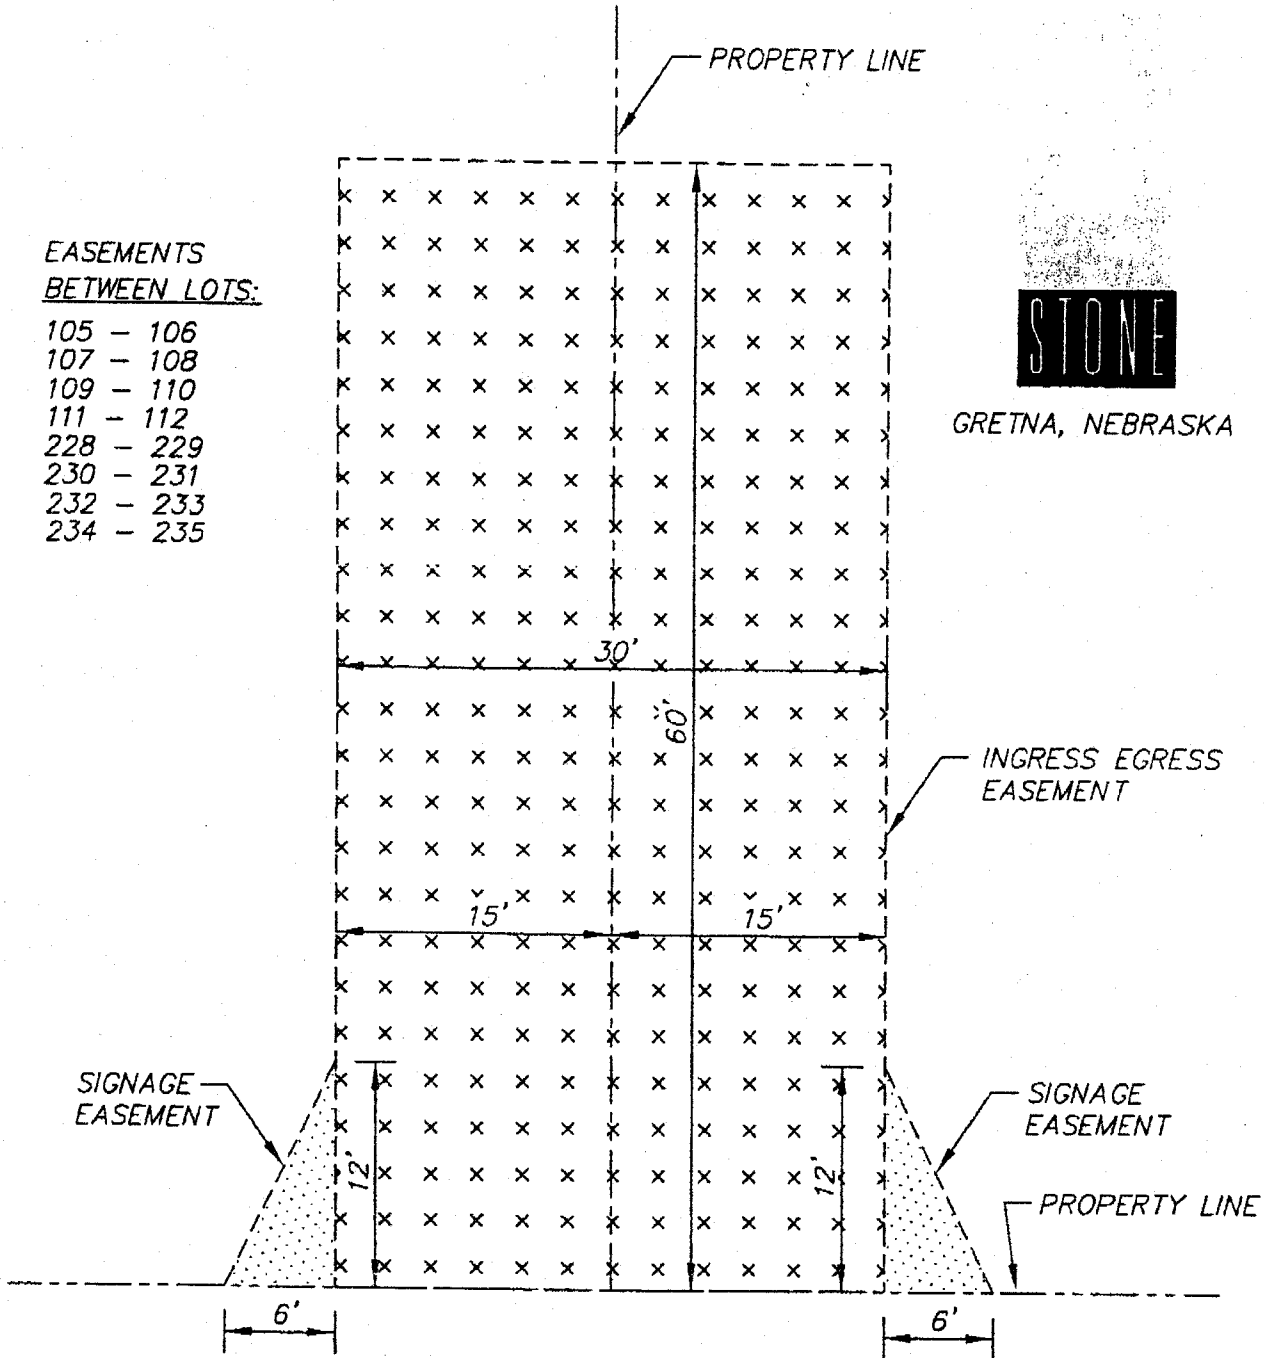 PROPERTY LINE
EASEMENTS
BETWEEN LOTS:
105 – 106
107 – 108
109 – 110
111 – 112
228 – 229
230 – 231
232 – 233
234 – 235
STONE
GRETNA, NEBRASKA
30'
60'
INGRESS EGRESS
EASEMENT
15'
15'
SIGNAGE
EASEMENT
SIGNAGE
EASEMENT
12'
12'
PROPERTY LINE
6'
6'